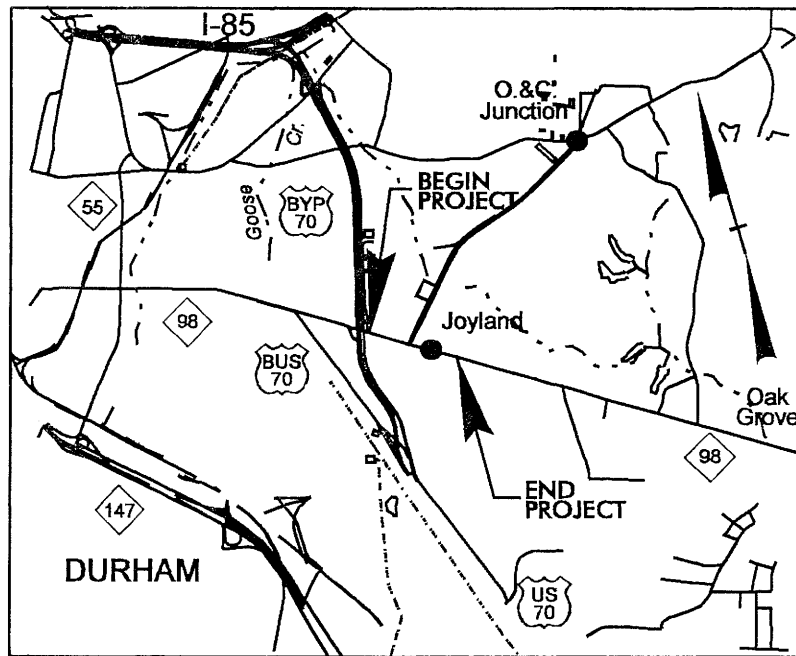 I-85
O.&C.
Junction
Cr.
Goose
BYP
70
BEGIN
PROJECT
55
98
Joyland
BUS
70
Oak
Grove
98
END
PROJECT
147
DURHAM
US
70